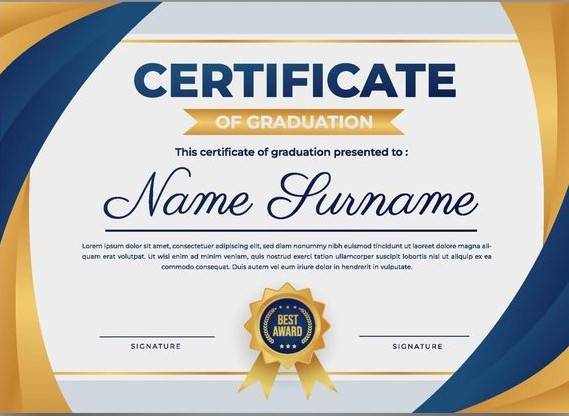 CERTIFICATE
OF GRADUATION
This certificate of graduation presented to :
Name Surname
Lorem ipsum dolor sit amet, consectetuer adipiscing elit, sed diam nonummy nibh euismod tincidunt ut laoreet dolore magna ali-
quam erat volutpat. Ut wisi enim ad minim veniam, quis nostrud exerci tation ullamcorper suscipit lobortis nisl ut aliquip ex ea
commodo consequat. Duis autem vel eum iriure dolor in hendrerit in vulputate.
BEST
AWARD
SIGNATURE
SIGNATURE